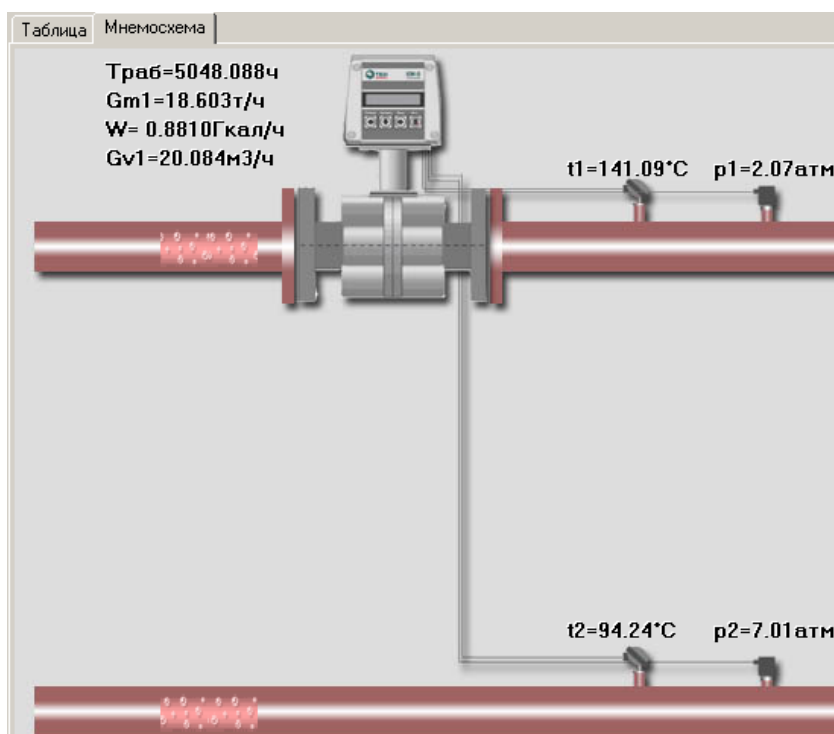 Таблица
Мнемосхема
Траб=5048.088ч
Gm1=18.603т/ч
W= 0.8810Гкал/ч
Gv1=20.084м3/ч
t1=141.09°C
p1=2.07атм
t2=94.24°C
p2=7.01атм